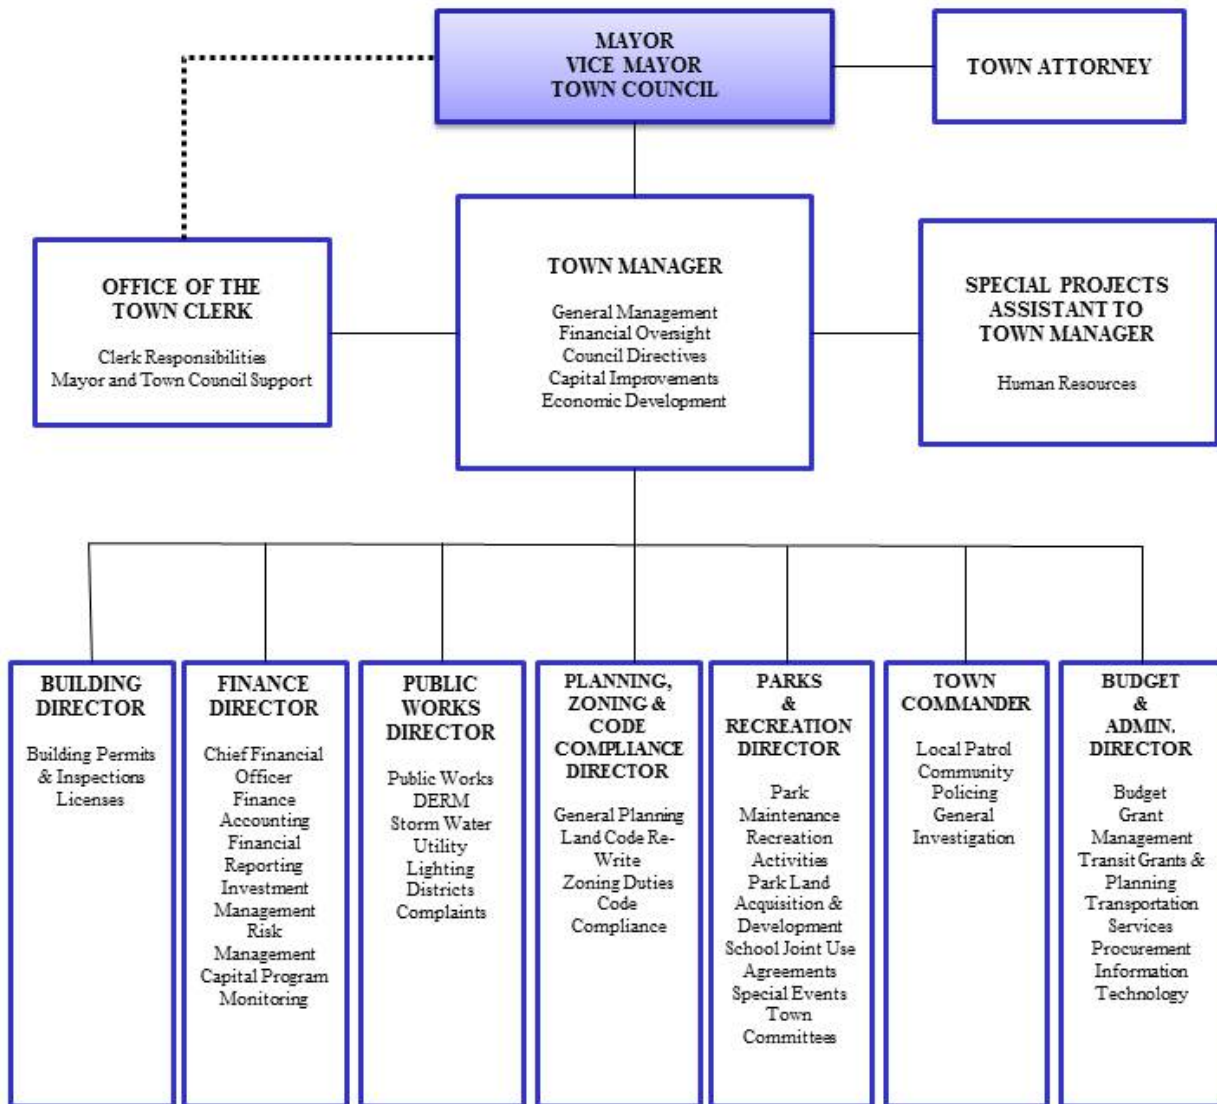 MAYOR
VICE MAYOR
TOWN COUNCIL
TOWN ATTORNEY
OFFICE OF THE
TOWN CLERK
Clerk Responsibilities
Mayor and Town Council Support
TOWN MANAGER
General Management
Financial Oversight
Council Directives
Capital Improvements
Economic Development
SPECIAL PROJECTS
ASSISTANT TO
TOWN MANAGER
Human Resources
BUILDING
DIRECTOR
Building Permits
& Inspections
Licenses
FINANCE
DIRECTOR
Chief Financial
Officer
Finance
Accounting
Financial
Reporting
Investment
Management
Risk
Management
Capital Program
Monitoring
PUBLIC
WORKS
DIRECTOR
Public Works
DERM
Storm Water
Utility
Lighting
Districts
Complaints
PLANNING,
ZONING &
CODE
COMPLIANCE
DIRECTOR
General Planning
Land Code Re-
Write
Zoning Duties
Code
Compliance
PARKS
&
RECREATION
DIRECTOR
Park
Maintenance
Recreation
Activities
Park Land
Acquisition &
Development
School Joint Use
Agreements
Special Events
Town
Committees
TOWN
COMMANDER
Local Patrol
Community
Policing
General
Investigation
BUDGET
&
ADMIN.
DIRECTOR
Budget
Grant
Management
Transit Grants &
Planning
Transportation
Services
Procurement
Information
Technology